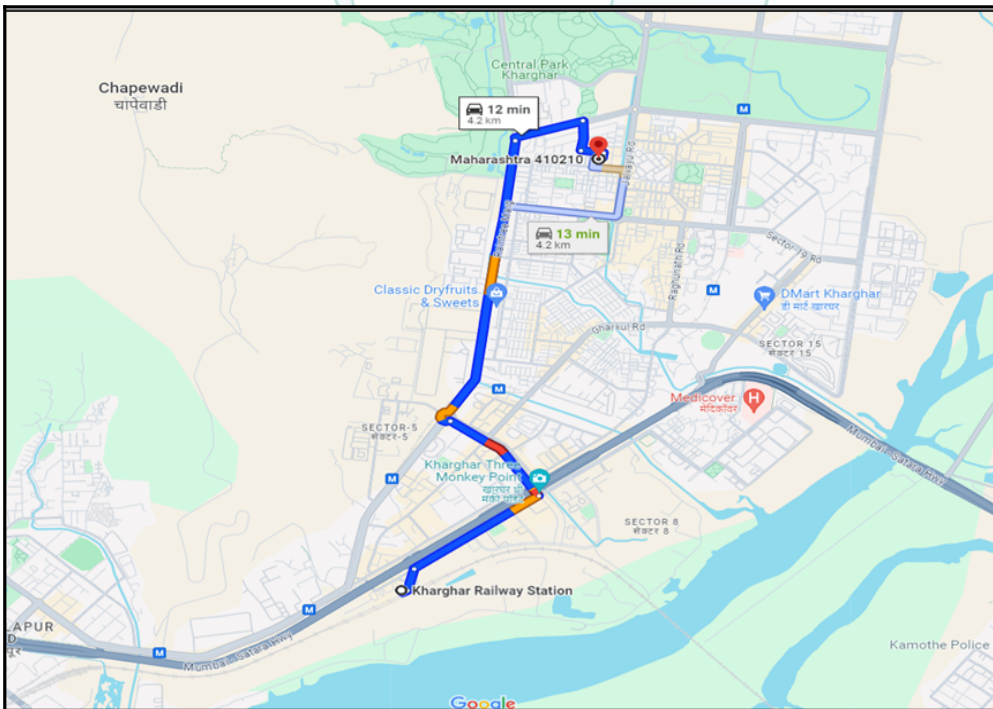 Central Park
Kharghar
Chapewadi
चापेवाडी
12 min
4.2 km
M
Maharashtra 410210
13 min
4.2 km
Sector-19 Rd
Raghunath Rd
Classic Dryfruits
& Sweets
M
DMart Kharghar
डी मार्ट खारघर
Gharkul Rd
SECTOR 15
सेक्टर 15
M
Medicover
मेदिकॉवर
SECTOR-5
सेक्टर-5
Mumbai - Satara Hwy
Kharghar Three
Monkey Point
खारघर थ्री
मंकी पॉइंट
M
SECTOR 8
सेक्टर 8
Kharghar Railway Station
M
LAPUR
D
पूर
M
Mumbai - Satara Hwy
Kamothe Police
Google